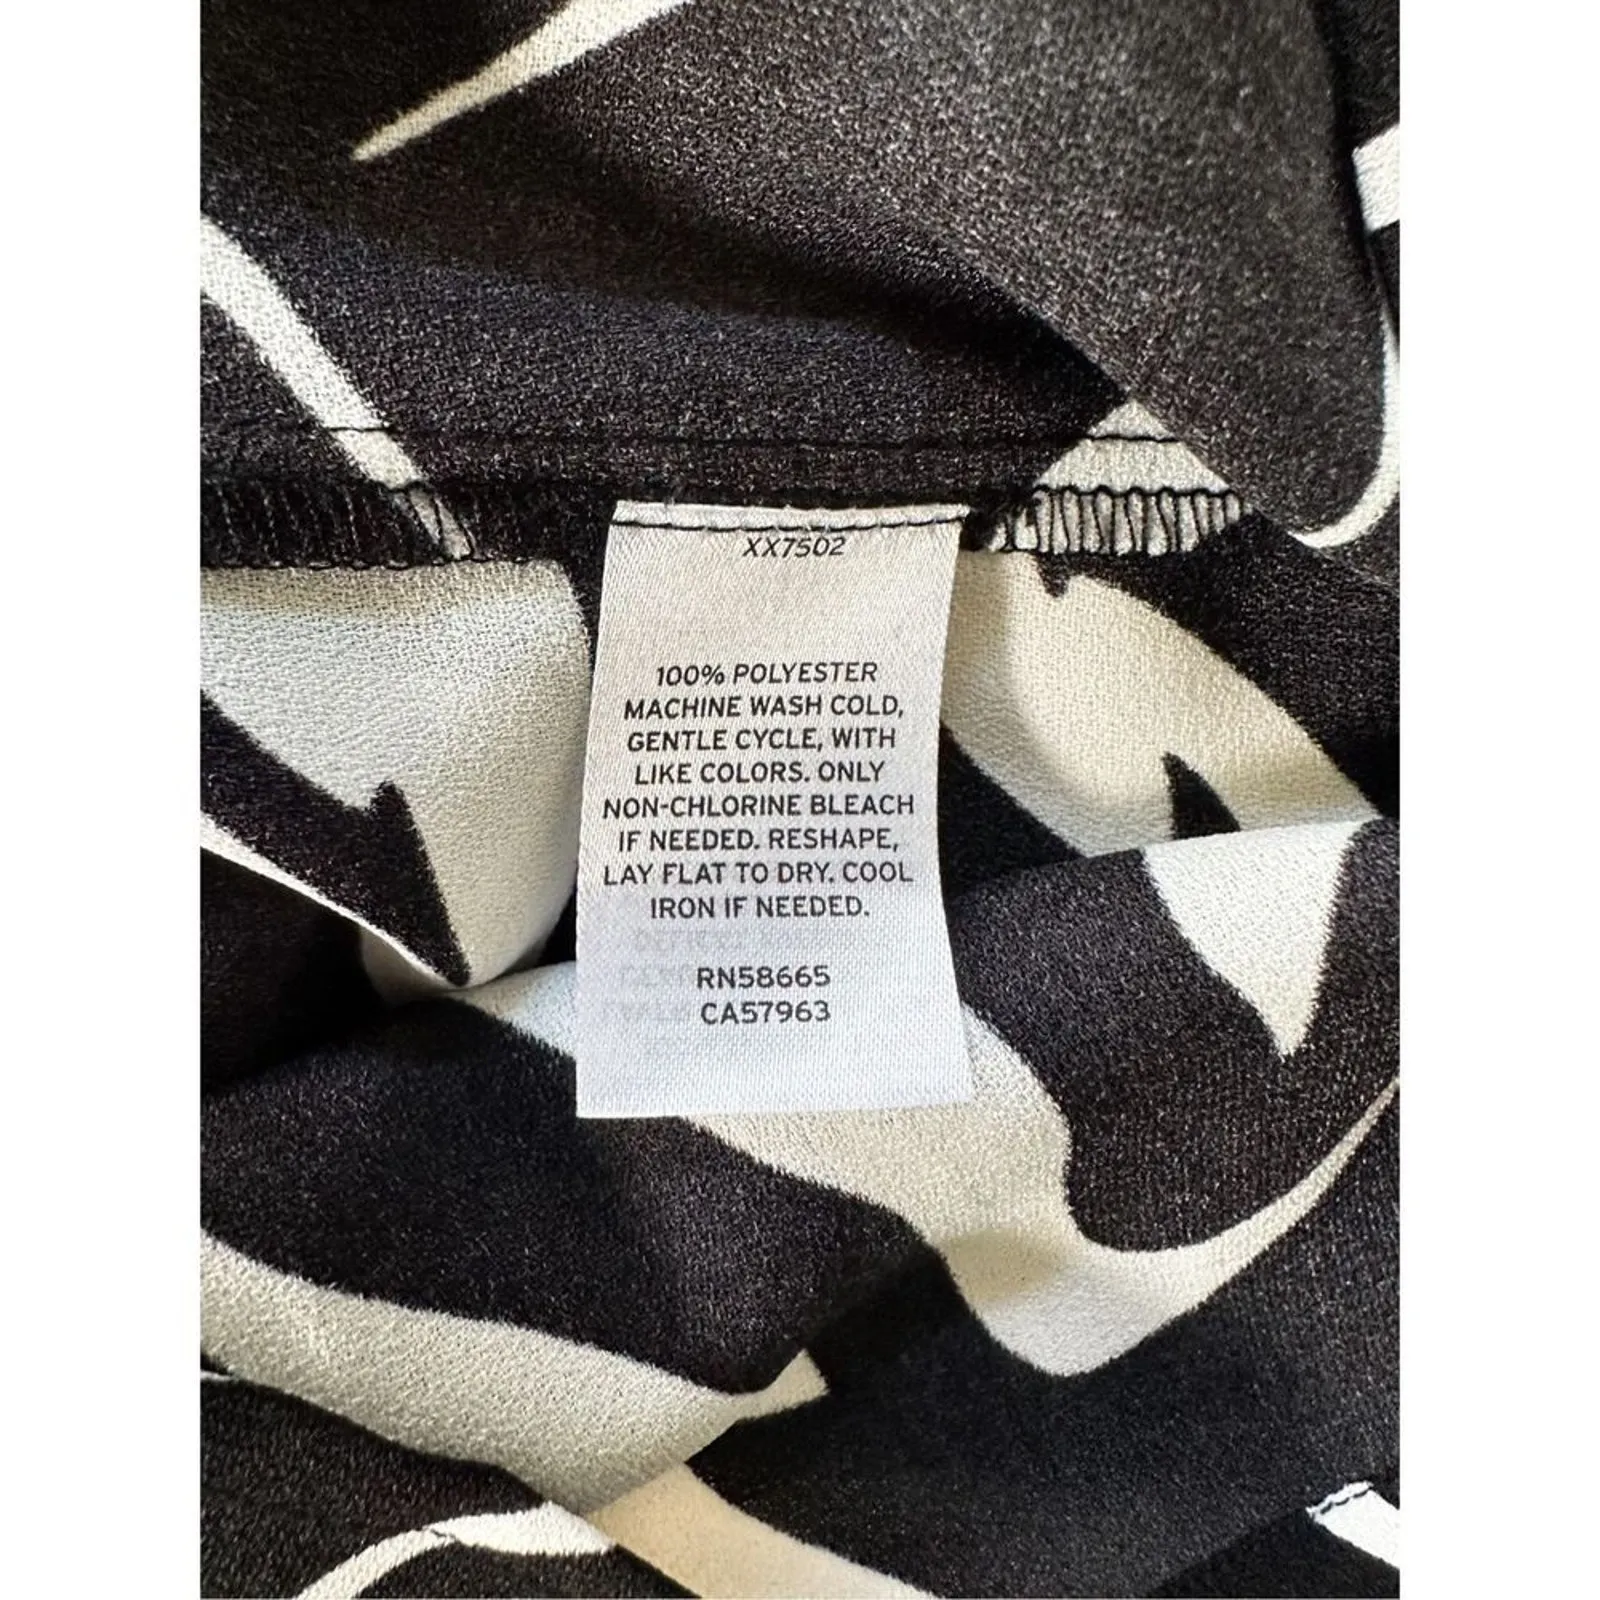 XX7502
100% POLYESTER
MACHINE WASH COLD,
GENTLE CYCLE, WITH
LIKE COLORS. ONLY
NON-CHLORINE BLEACH
IF NEEDED. RESHAPE,
LAY FLAT TO DRY. COOL
IRON IF NEEDED.
RN58665
CA57963